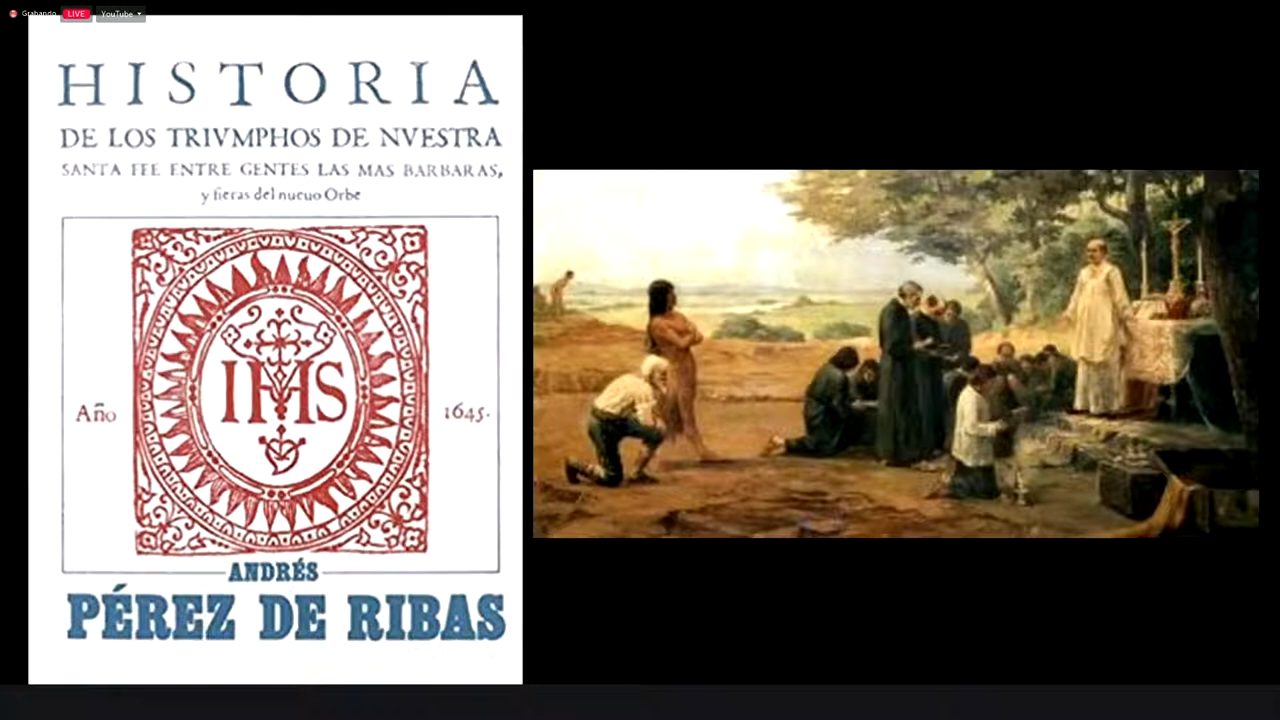 Grabando LIVE YouTube
HISTORIA
DE LOS TRIVMPHOS DE NVESTRA
SANTA FEE ENTRE GENTES LAS MAS BARBARAS,
y fieras del nueuo Orbe
IHS
Año 1645.
ANDRÉS
PÉREZ DE RIBAS